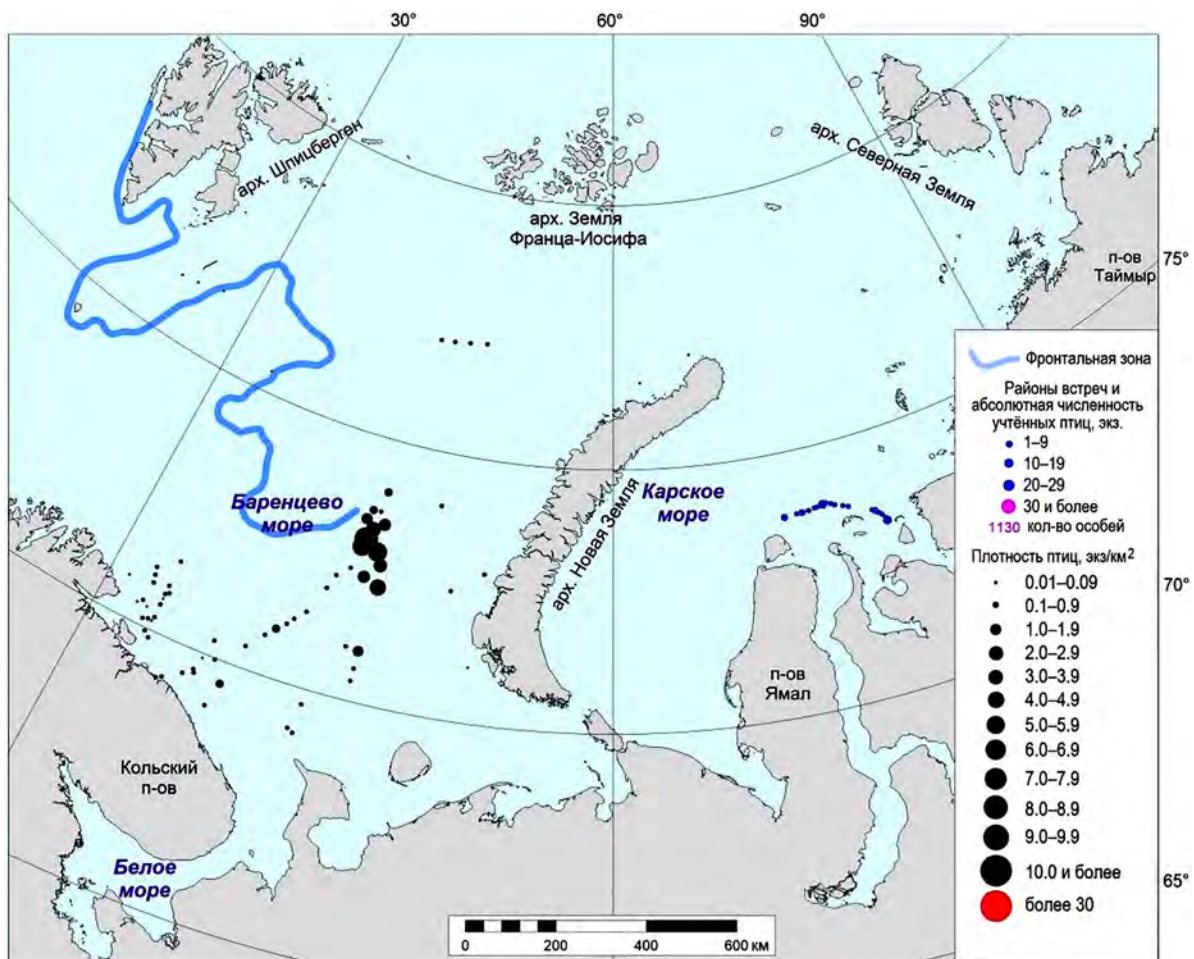 30°
60°
90°
арх. Шпицберген
арх. Северная Земля
арх. Земля
Франца-Иосифа
п-ов
Таймыр
75°
Фронтальная зона
Районы встреч и
абсолютная численность
учтённых птиц, экз.
1–9
10–19
20–29
30 и более
1130 кол-во особей
Плотность птиц, экз/км²
0.01–0.09
0.1–0.9
1.0–1.9
2.0–2.9
3.0–3.9
4.0–4.9
5.0–5.9
6.0–6.9
7.0–7.9
8.0–8.9
9.0–9.9
10.0 и более
более 30
Баренцево
море
Карское
море
арх. Новая Земля
70°
п-ов
Ямал
Кольский
п-ов
Белое
море
65°
0 200 400 600 км